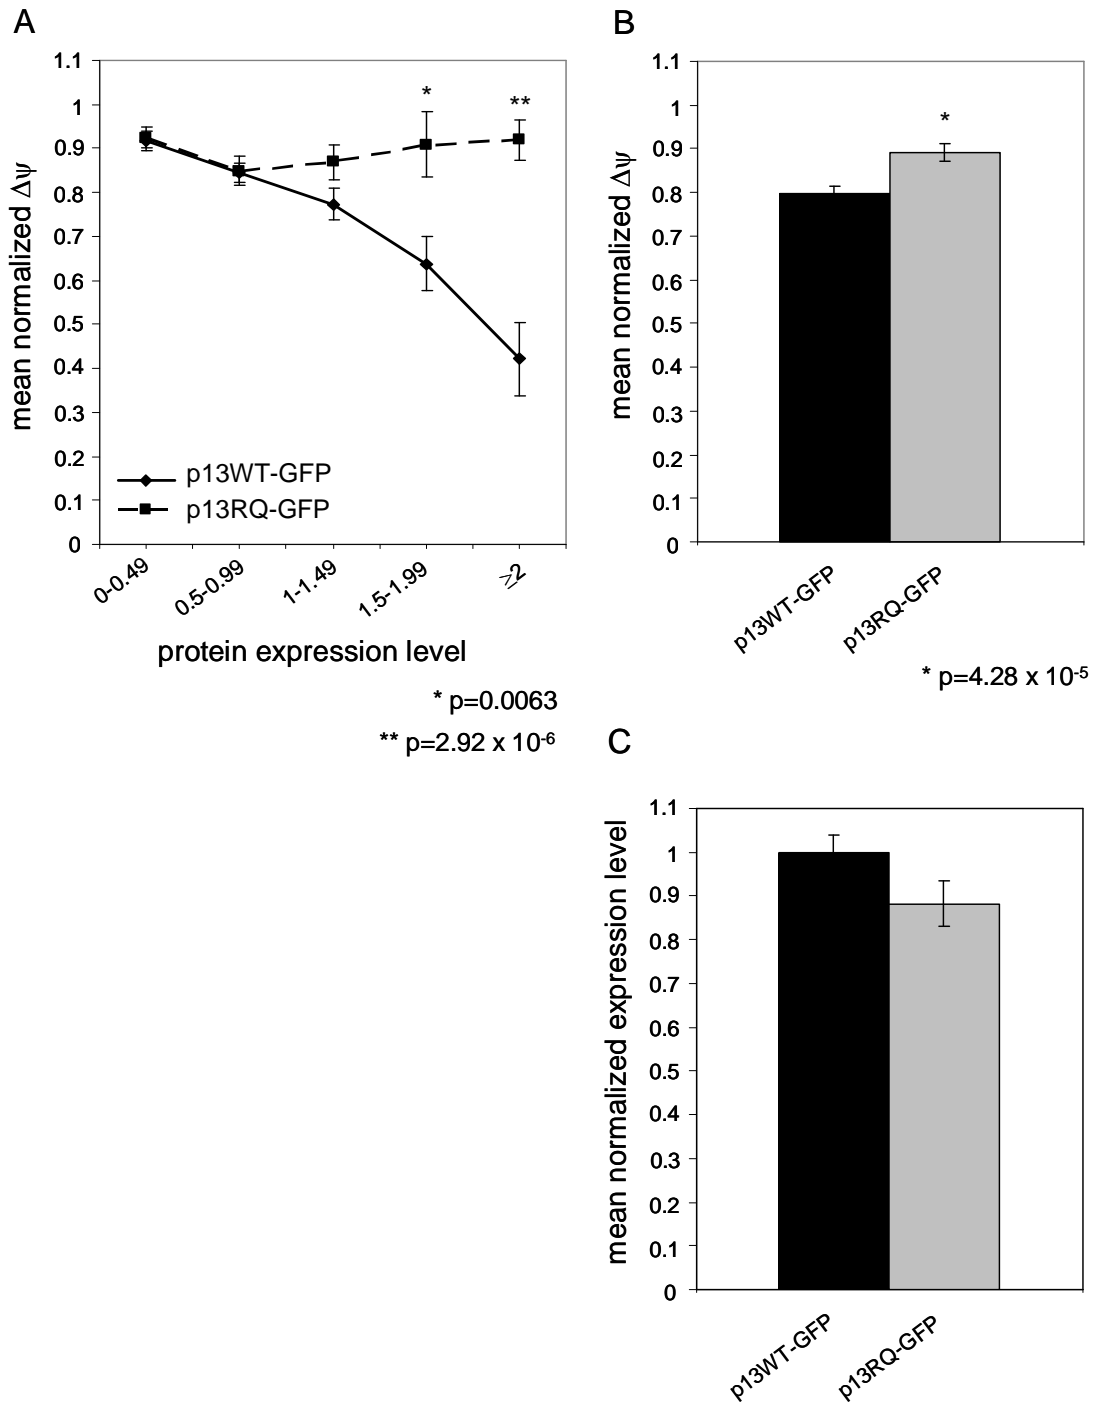 A
1.1
1
0.9
0.8
0.7
0.6
0.5
0.4
0.3
0.2
0.1
0
mean normalized Δψ
*
**
p13WT-GFP
p13RQ-GFP
0-0.49
0.5-0.99
1-1.49
1.5-1.99
≥2
protein expression level
* p=0.0063
** p=2.92 x 10⁻⁶
B
1.1
1
0.9
0.8
0.7
0.6
0.5
0.4
0.3
0.2
0.1
0
mean normalized Δψ
*
p13WT-GFP
p13RQ-GFP
* p=4.28 x 10⁻⁵
C
1.1
1
0.9
0.8
0.7
0.6
0.5
0.4
0.3
0.2
0.1
0
mean normalized expression level
p13WT-GFP
p13RQ-GFP